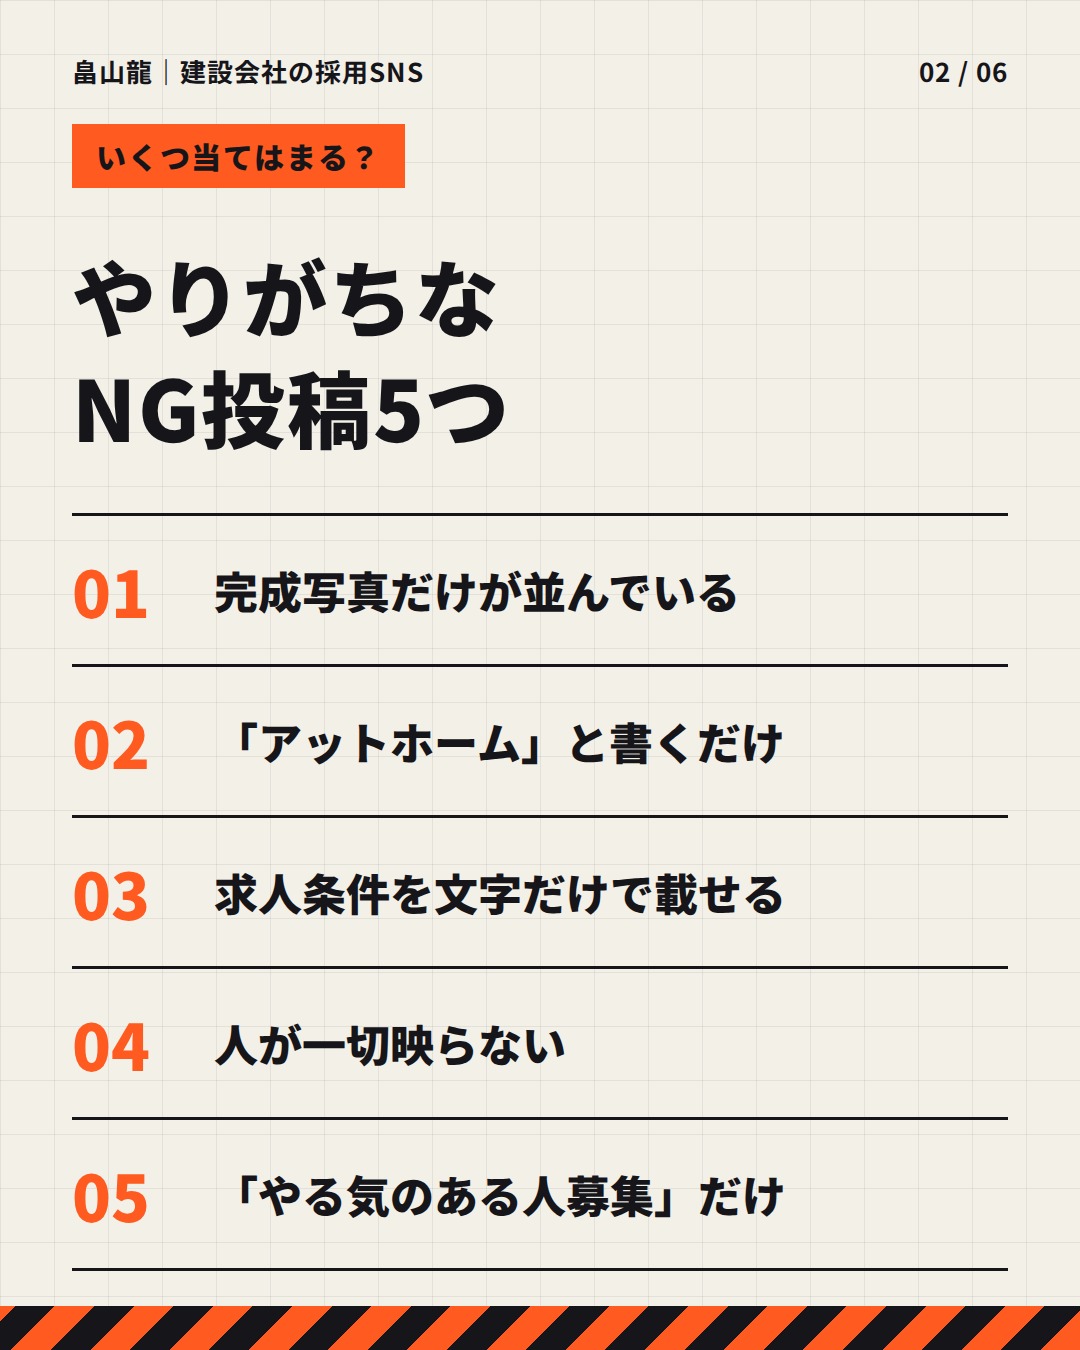 畠山龍｜建設会社の採用SNS
02 / 06
いくつ当てはまる？
やりがちな
NG投稿5つ
01 完成写真だけが並んでいる
02 「アットホーム」と書くだけ
03 求人条件を文字だけで載せる
04 人が一切映らない
05 「やる気のある人募集」だけ